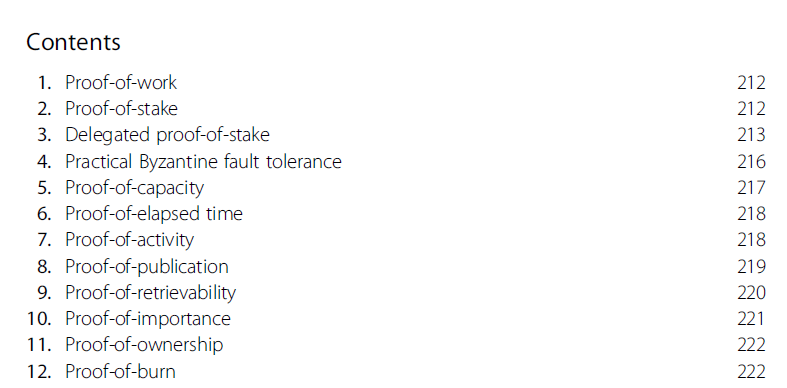 Contents
1. Proof-of-work 212
2. Proof-of-stake 212
3. Delegated proof-of-stake 213
4. Practical Byzantine fault tolerance 216
5. Proof-of-capacity 217
6. Proof-of-elapsed time 218
7. Proof-of-activity 218
8. Proof-of-publication 219
9. Proof-of-retrievability 220
10. Proof-of-importance 221
11. Proof-of-ownership 222
12. Proof-of-burn 222